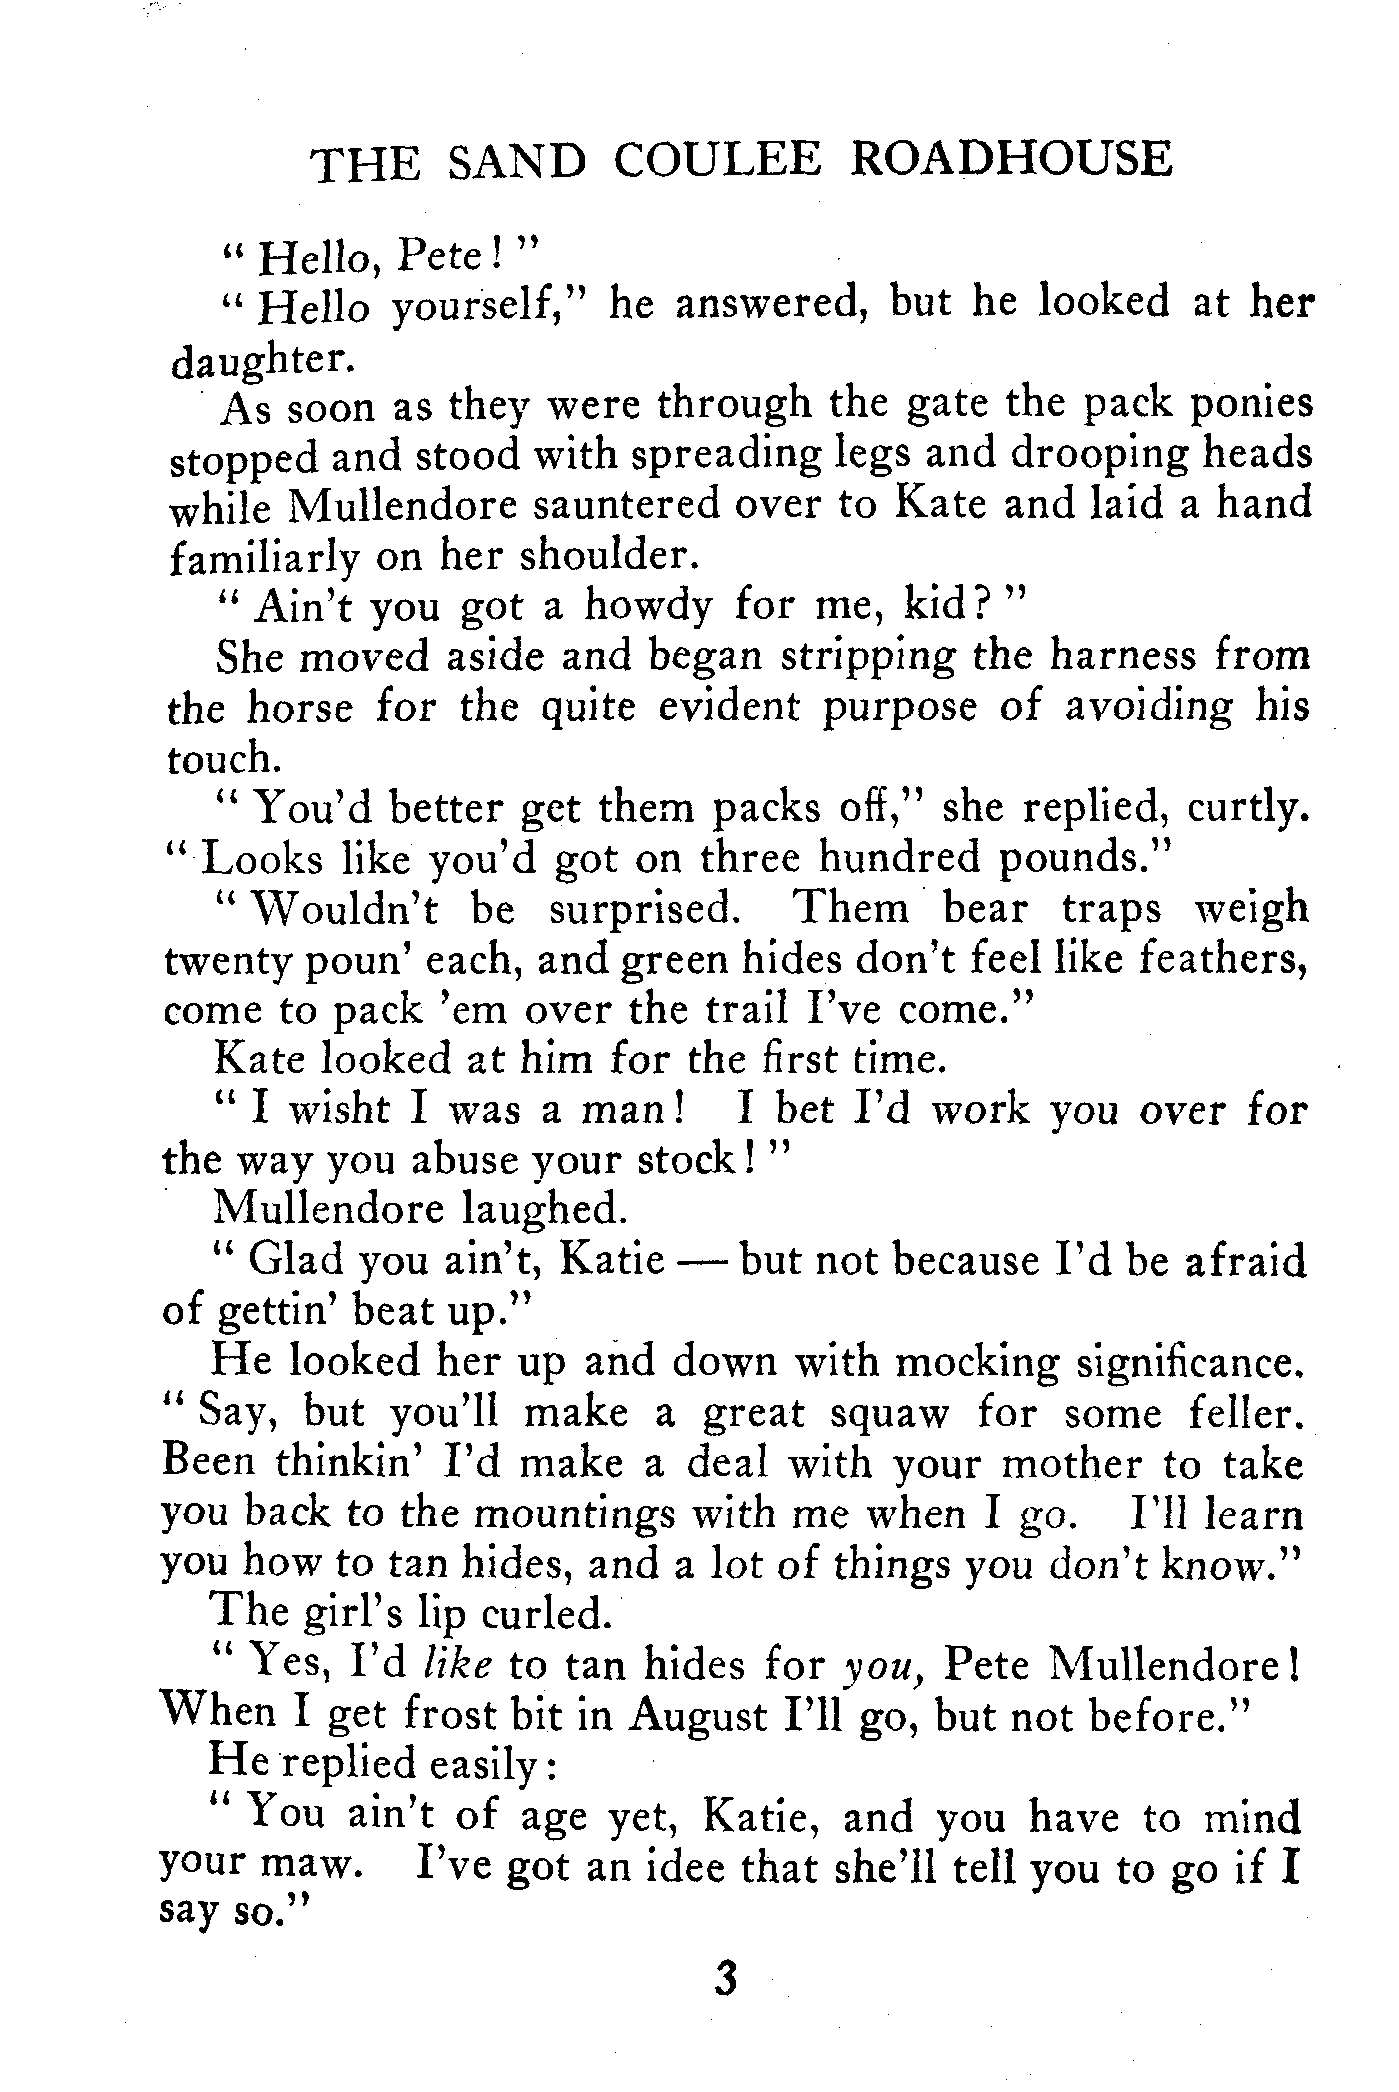 THE SAND COULEE ROADHOUSE
“ Hello, Pete ! ”
“ Hello yourself,” he answered, but he looked at her
daughter.
As soon as they were through the gate the pack ponies
stopped and stood with spreading legs and drooping heads
while Mullendore sauntered over to Kate and laid a hand
familiarly on her shoulder.
“ Ain’t you got a howdy for me, kid ? ”
She moved aside and began stripping the harness from
the horse for the quite evident purpose of avoiding his
touch.
“ You’d better get them packs off,” she replied, curtly.
“ Looks like you’d got on three hundred pounds.”
“ Wouldn’t be surprised. Them bear traps weigh
twenty poun’ each, and green hides don’t feel like feathers,
come to pack ’em over the trail I’ve come.”
Kate looked at him for the first time.
“ I wisht I was a man ! I bet I’d work you over for
the way you abuse your stock ! ”
Mullendore laughed.
“ Glad you ain’t, Katie — but not because I’d be afraid
of gettin’ beat up.”
He looked her up and down with mocking significance.
“ Say, but you’ll make a great squaw for some feller.
Been thinkin’ I’d make a deal with your mother to take
you back to the mountings with me when I go. I’ll learn
you how to tan hides, and a lot of things you don’t know.”
The girl’s lip curled.
“ Yes, I’d like to tan hides for you, Pete Mullendore !
When I get frost bit in August I’ll go, but not before.”
He replied easily :
“ You ain’t of age yet, Katie, and you have to mind
your maw. I’ve got an idee that she’ll tell you to go if I
say so.”
3